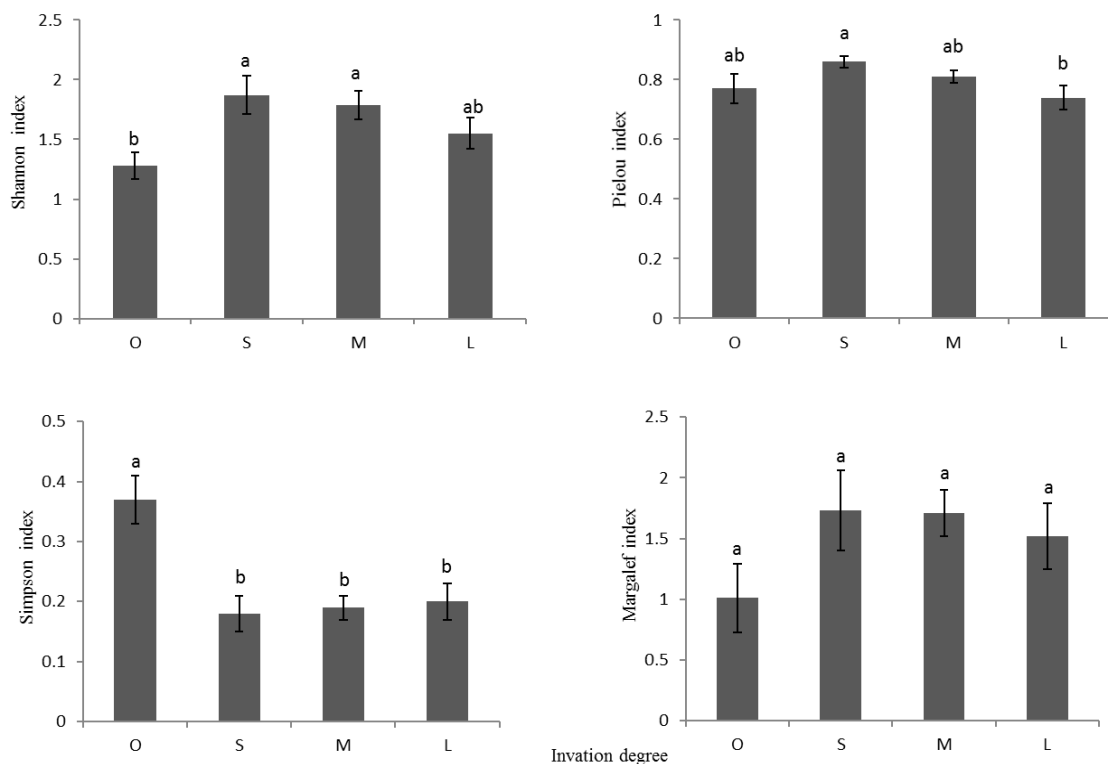 2.5
2
1.5
1
0.5
0
Shannon index
b
a
a
ab
O S M L
1
0.8
0.6
0.4
0.2
0
Pielou index
ab
a
ab
b
O S M L
0.5
0.4
0.3
0.2
0.1
0
Simpson index
a
b
b
b
O S M L
2.5
2
1.5
1
0.5
0
Margalef index
a
a
a
a
O S M L
Invation degree